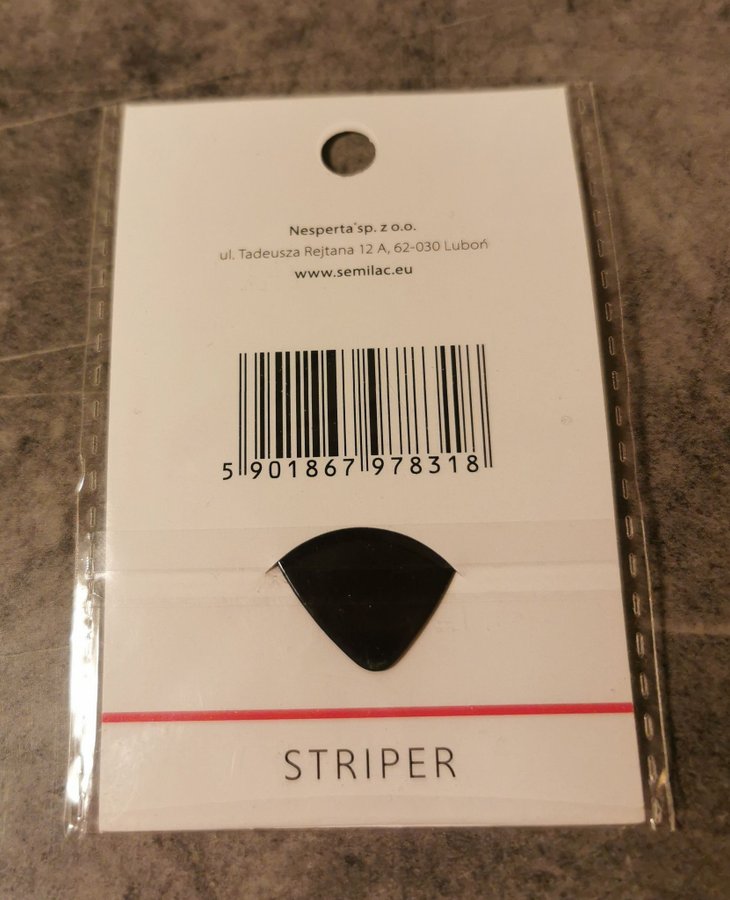 Nesperta sp. z o.o.
ul. Tadeusza Rejtana 12 A, 62-030 Luboń
www.semilac.eu
5 901867 978318
STRIPER